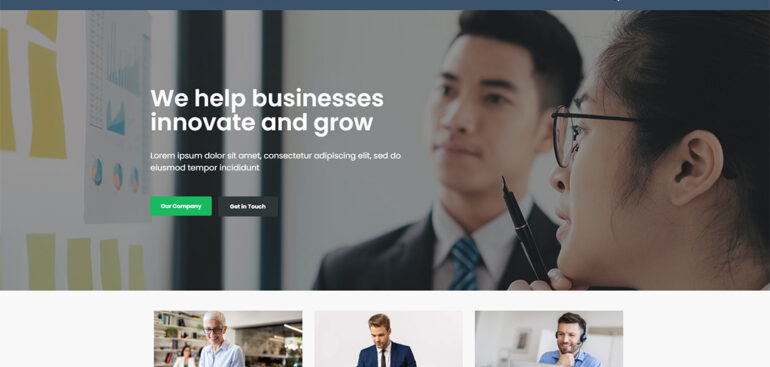 We help businesses
innovate and grow
Lorem ipsum dolor sit amet, consectetur adipiscing elit, sed do
eiusmod tempor incididunt
Our Company
Get in Touch